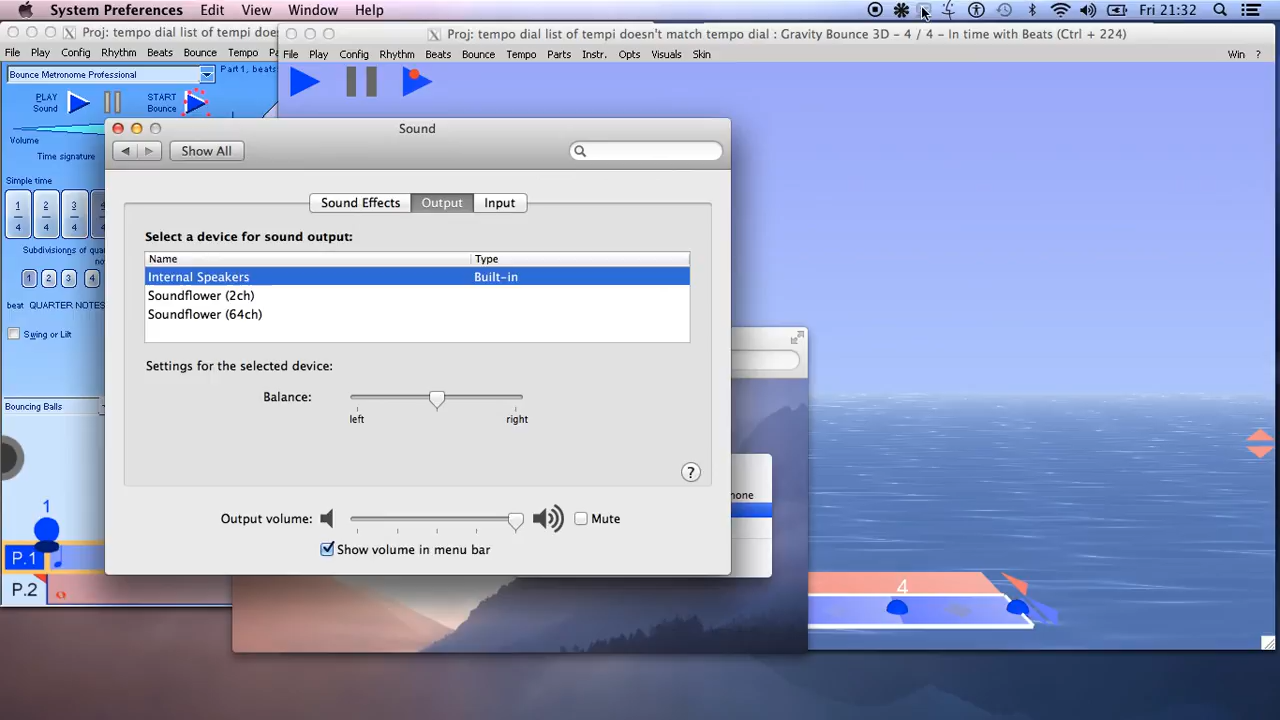 System Preferences Edit View Window Help Fri 21:32
Proj: tempo dial list of tempi doesn't match tempo dial : Gravity Bounce 3D - 4 / 4 - In time with Beats (Ctrl + 224)
Proj: tempo dial list of tempi does
File Play Config Rhythm Beats Bounce Tempo
File Play Config Rhythm Beats Bounce Tempo Parts Instr. Opts Visuals Skin Win ?
Bounce Metronome Professional
Part1, beats
PLAY Sound
START Bounce
Volume
Time signature
Simple time
1 4
2 4
3 4
4
Subdivisions of
1 2 3 4
beat QUARTER NOTES
Swing or Lilt
Bouncing Balls
1
P.1
P.2
Sound
Show All
Sound Effects Output Input
Select a device for sound output:
Name Type
Internal Speakers Built-in
Soundflower (2ch)
Soundflower (64ch)
Settings for the selected device:
Balance:
left right
?
Output volume: Mute
Show volume in menu bar
4